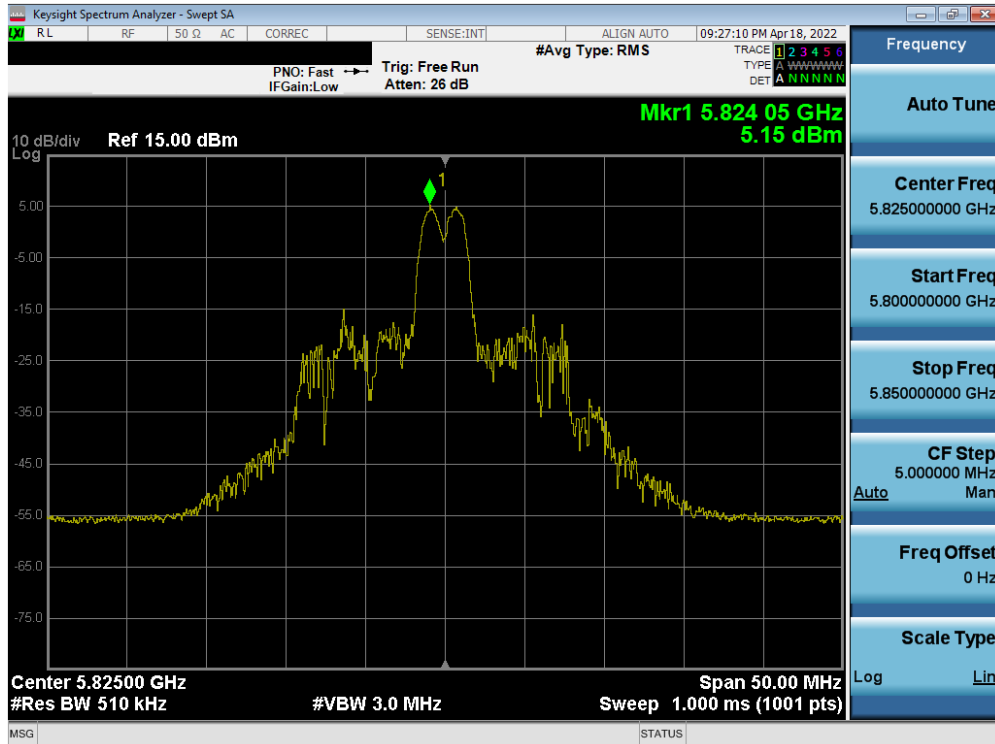 Keysight Spectrum Analyzer - Swept SA
LXI RL RF 50 Ω AC CORREC SENSE:INT ALIGN AUTO 09:27:10 PM Apr 18, 2022
#Avg Type: RMS TRACE 1 2 3 4 5 6
PNO: Fast Trig: Free Run TYPE A WWWWW
IFGain:Low Atten: 26 dB DET A N N N N N
Mkr1 5.824 05 GHz
5.15 dBm
10 dB/div Ref 15.00 dBm
Log
1
5.00
-5.00
-15.0
-25.0
-35.0
-45.0
-55.0
-65.0
-75.0
Center 5.82500 GHz Span 50.00 MHz
#Res BW 510 kHz #VBW 3.0 MHz Sweep 1.000 ms (1001 pts)
MSG STATUS
Frequency
Auto Tune
Center Freq
5.825000000 GHz
Start Freq
5.800000000 GHz
Stop Freq
5.850000000 GHz
CF Step
5.000000 MHz
Auto Man
Freq Offset
0 Hz
Scale Type
Log Lin